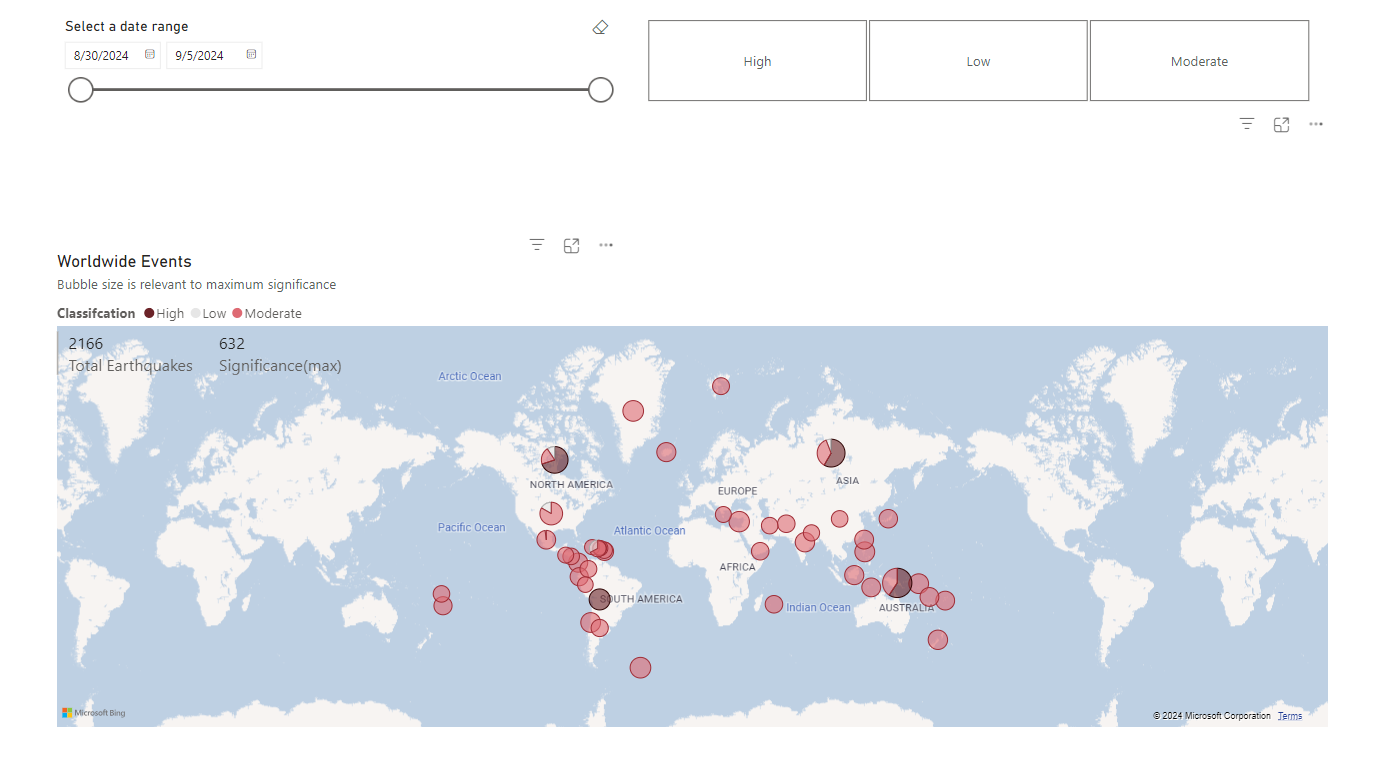 Select a date range
8/30/2024
9/5/2024
High
Low
Moderate
Worldwide Events
Bubble size is relevant to maximum significance
Classifcation High Low Moderate
2166
Total Earthquakes
632
Significance(max)
Arctic Ocean
NORTH AMERICA
ASIA
EUROPE
Pacific Ocean
Atlantic Ocean
AFRICA
SOUTH AMERICA
Indian Ocean
AUSTRALIA
Microsoft Bing
© 2024 Microsoft Corporation Terms